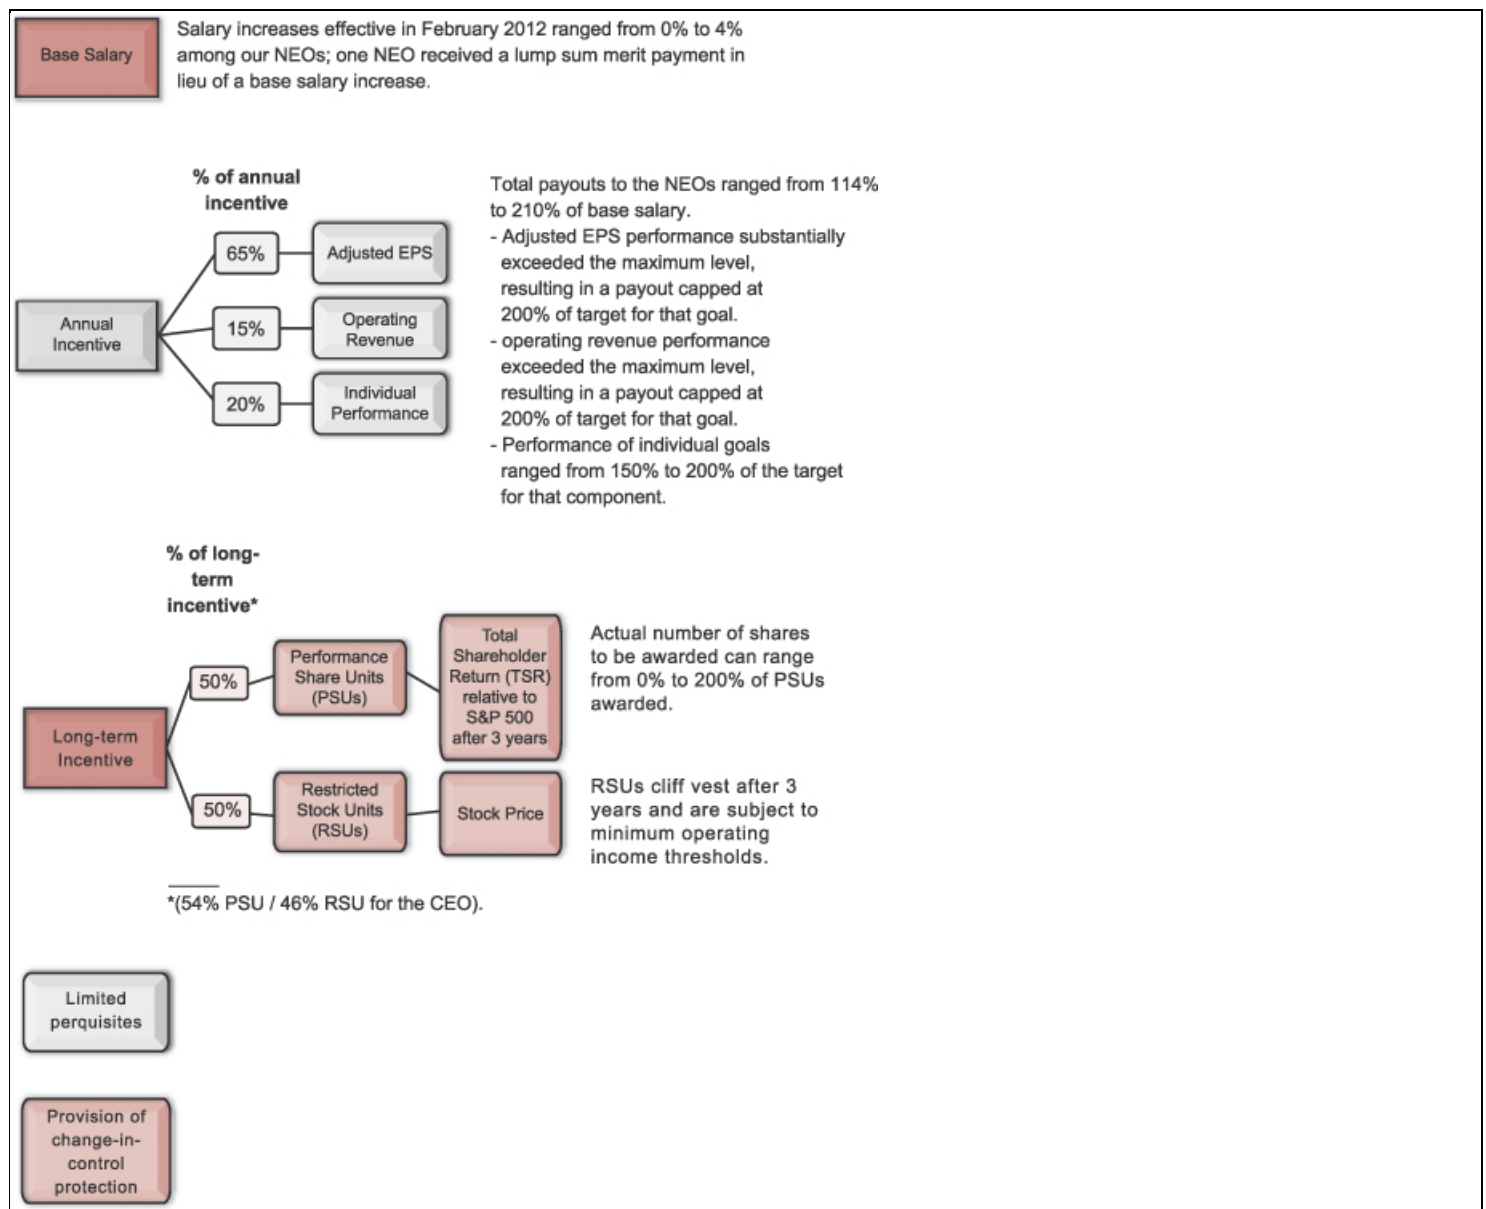 Base Salary
Salary increases effective in February 2012 ranged from 0% to 4%
among our NEOs; one NEO received a lump sum merit payment in
lieu of a base salary increase.
% of annual
incentive
Annual
Incentive
65%
Adjusted EPS
15%
Operating
Revenue
20%
Individual
Performance
Total payouts to the NEOs ranged from 114%
to 210% of base salary.
- Adjusted EPS performance substantially
exceeded the maximum level,
resulting in a payout capped at
200% of target for that goal.
- operating revenue performance
exceeded the maximum level,
resulting in a payout capped at
200% of target for that goal.
- Performance of individual goals
ranged from 150% to 200% of the target
for that component.
% of long-
term
incentive*
Long-term
Incentive
50%
Performance
Share Units
(PSUs)
Total
Shareholder
Return (TSR)
relative to
S&P 500
after 3 years
Actual number of shares
to be awarded can range
from 0% to 200% of PSUs
awarded.
50%
Restricted
Stock Units
(RSUs)
Stock Price
RSUs cliff vest after 3
years and are subject to
minimum operating
income thresholds.
*(54% PSU / 46% RSU for the CEO).
Limited
perquisites
Provision of
change-in-
control
protection